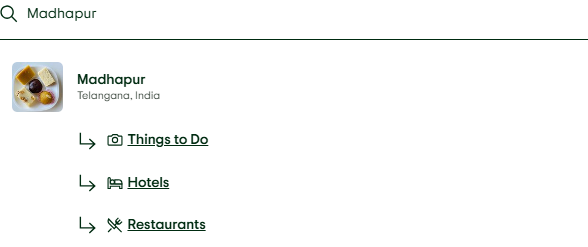 Madhapur
Madhapur
Telangana, India
Things to Do
Hotels
Restaurants